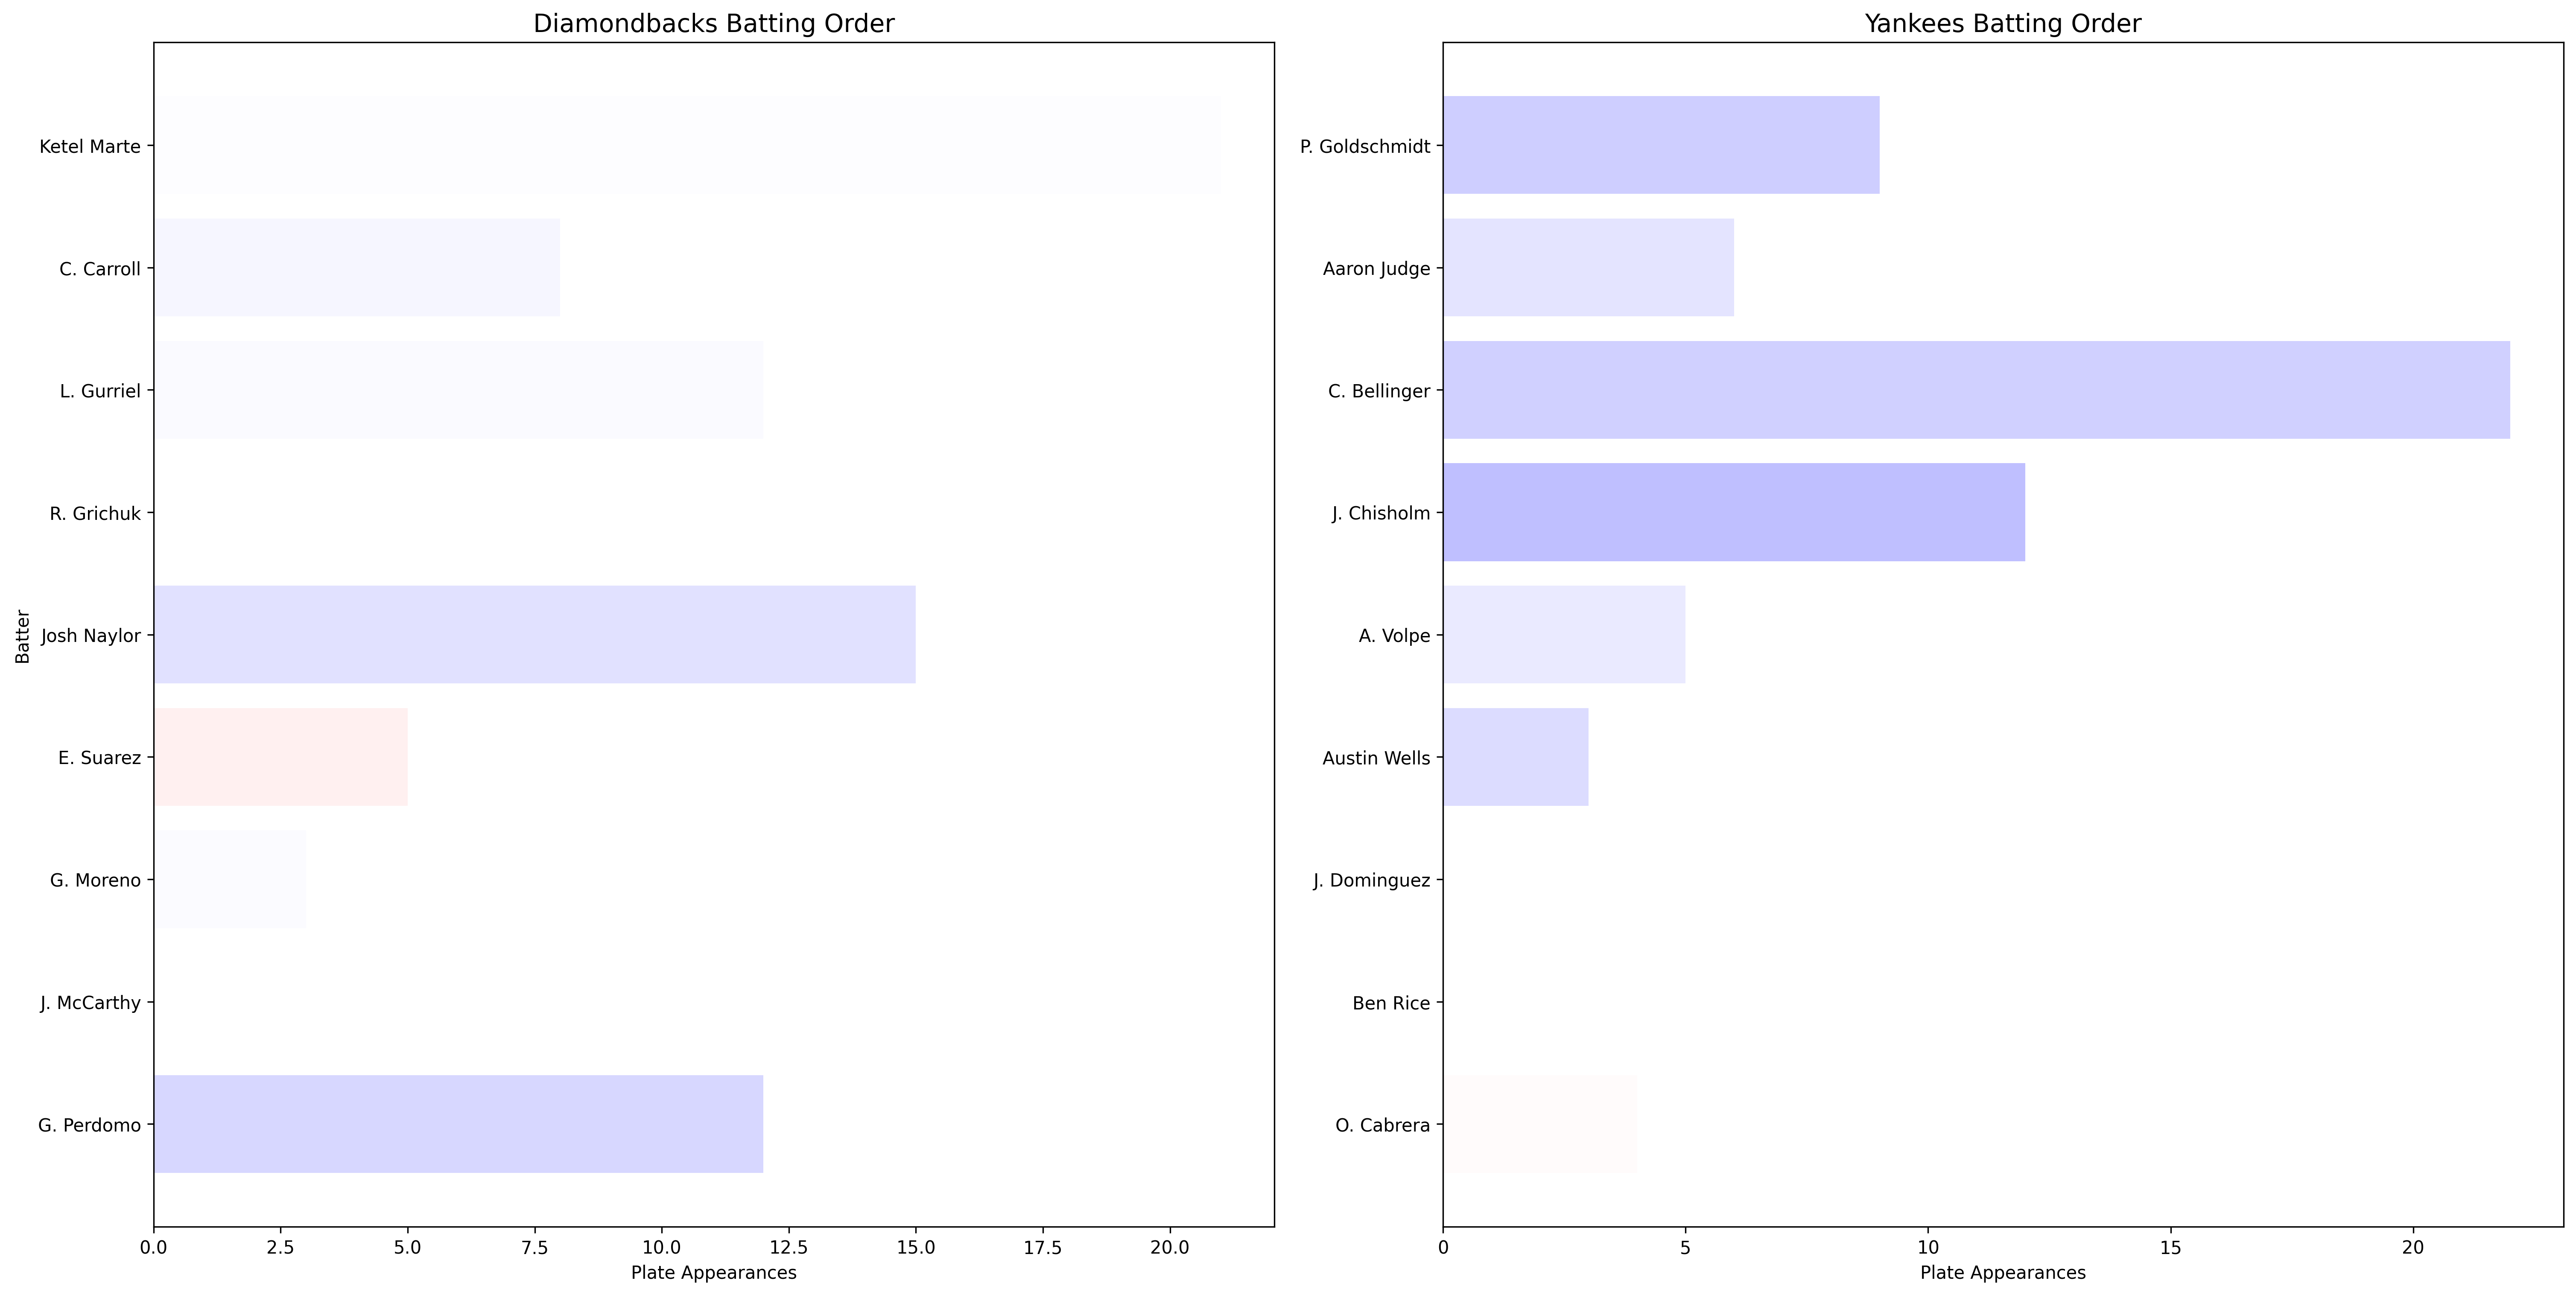 Diamondbacks Batting Order
Batter
Ketel Marte
C. Carroll
L. Gurriel
R. Grichuk
Josh Naylor
E. Suarez
G. Moreno
J. McCarthy
G. Perdomo
0.0 2.5 5.0 7.5 10.0 12.5 15.0 17.5 20.0
Plate Appearances
Yankees Batting Order
P. Goldschmidt
Aaron Judge
C. Bellinger
J. Chisholm
A. Volpe
Austin Wells
J. Dominguez
Ben Rice
O. Cabrera
0 5 10 15 20
Plate Appearances